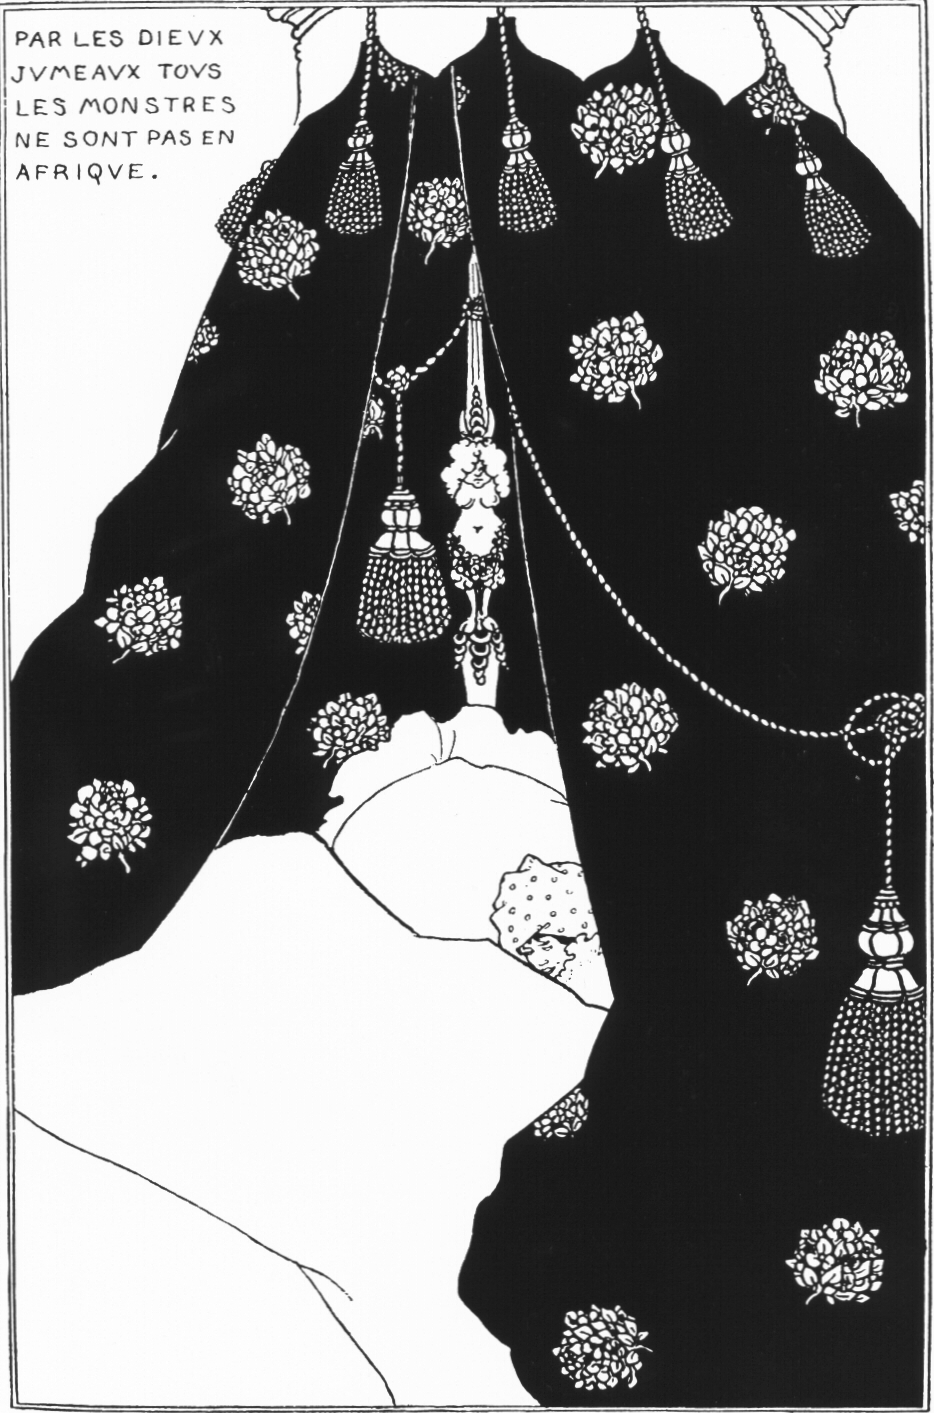 PAR LES DIEVX
JVMEAVX TOVS
LES MONSTRES
NE SONT PAS EN
AFRIQVE.